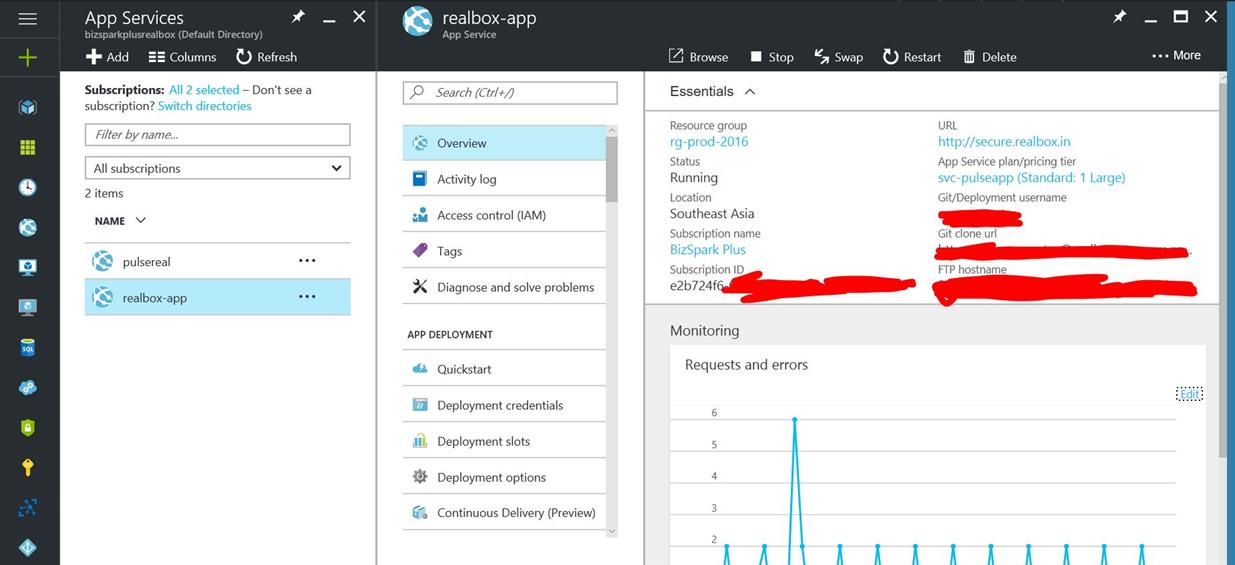 App Services
bizsparkplusrealbox (Default Directory)
Add
Columns
Refresh
Subscriptions: All 2 selected – Don't see a
subscription? Switch directories
Filter by name...
All subscriptions
2 items
NAME
pulsereal
...
realbox-app
...
realbox-app
App Service
Browse
Stop
Swap
Restart
Delete
... More
Search (Ctrl+/)
Overview
Activity log
Access control (IAM)
Tags
Diagnose and solve problems
APP DEPLOYMENT
Quickstart
Deployment credentials
Deployment slots
Deployment options
Continuous Delivery (Preview)
Essentials
Resource group
rg-prod-2016
Status
Running
Location
Southeast Asia
Subscription name
BizSpark Plus
Subscription ID
e2b724f6-
URL
http://secure.realbox.in
App Service plan/pricing tier
svc-pulseapp (Standard: 1 Large)
Git/Deployment username
Git clone url
FTP hostname
Monitoring
Requests and errors
Edit
6
5
4
3
2
SQL